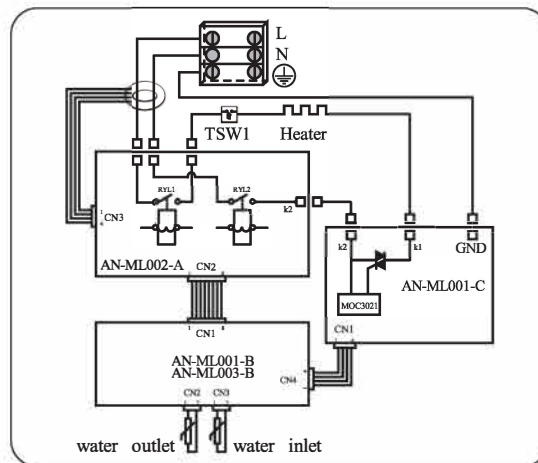 L
N
TSW1 Heater
RYL1 RYL2
k2
CN3
k2 k1 GND
AN-ML002-A CN2
AN-ML001-C
MOC3021
CN1
CN1
AN-ML001-B
AN-ML003-B
CN4
CN2 CN3
water outlet water inlet